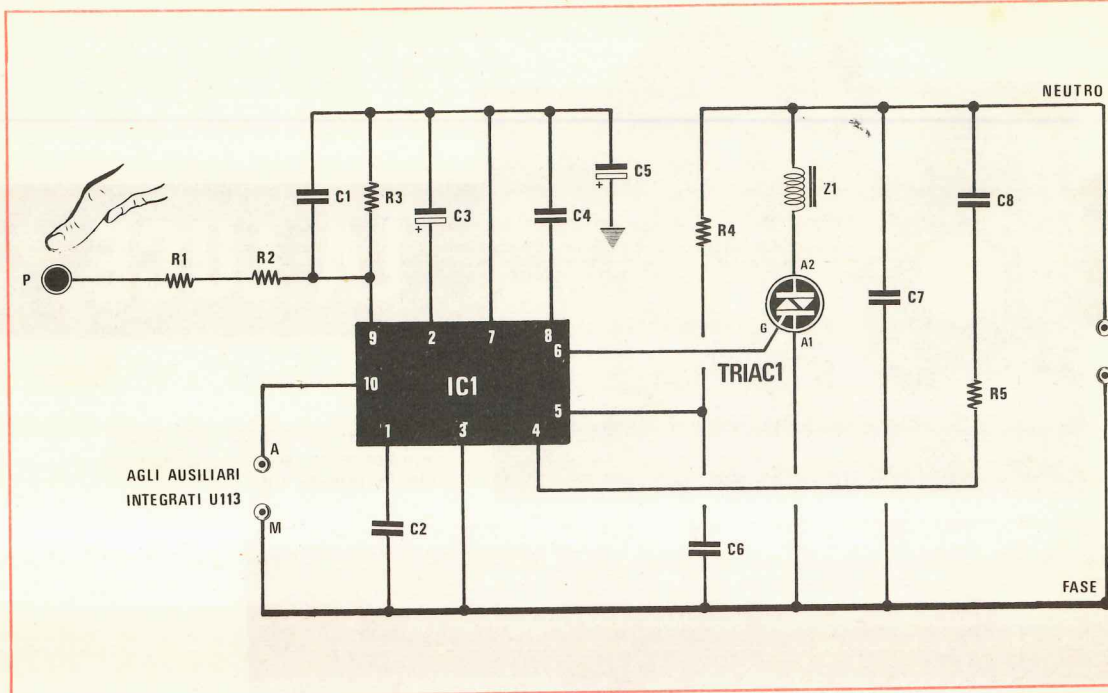 NEUTRO
C1
R3
C3
+
C4
C5
+
R4
Z1
C8
P
R1
R2
A2
G
A1
C7
TRIAC1
9
2
7
8
6
10
IC1
5
1
3
4
R5
AGLI AUSILIARI
INTEGRATI U113
A
M
C2
C6
FASE